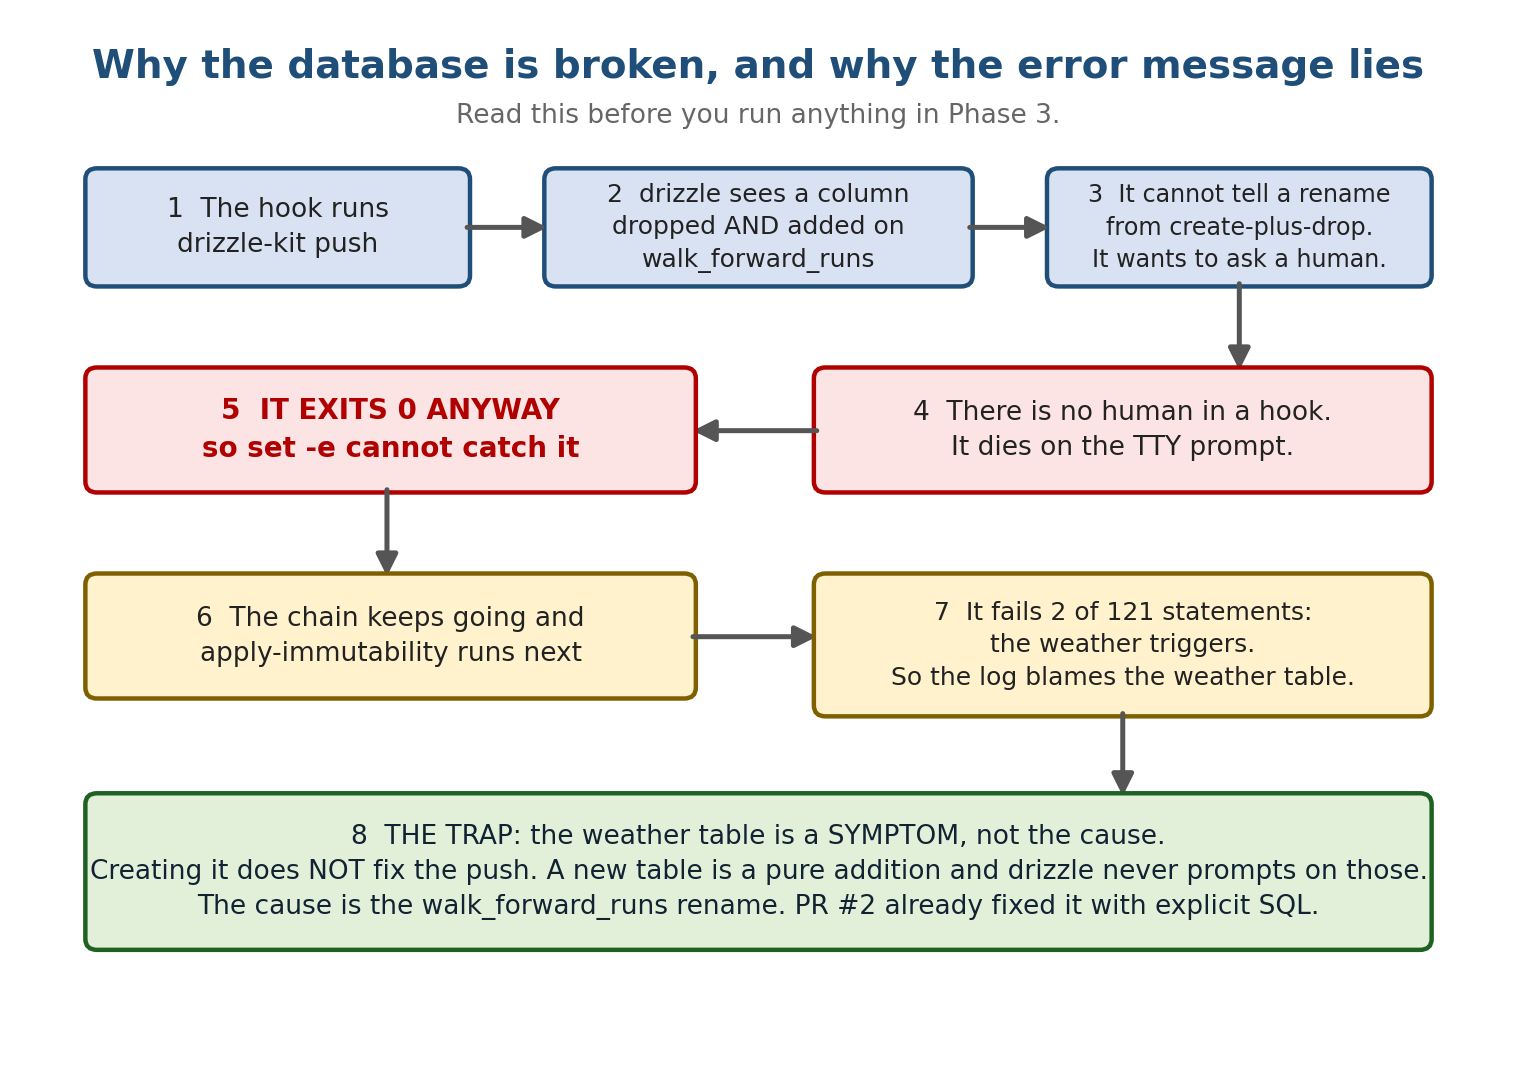 Why the database is broken, and why the error message lies
Read this before you run anything in Phase 3.
1  The hook runs
drizzle-kit push
2  drizzle sees a column
dropped AND added on
walk_forward_runs
3  It cannot tell a rename
from create-plus-drop.
It wants to ask a human.
4  There is no human in a hook.
It dies on the TTY prompt.
5  IT EXITS 0 ANYWAY
so set -e cannot catch it
6  The chain keeps going and
apply-immutability runs next
7  It fails 2 of 121 statements:
the weather triggers.
So the log blames the weather table.
8  THE TRAP: the weather table is a SYMPTOM, not the cause.
Creating it does NOT fix the push. A new table is a pure addition and drizzle never prompts on those.
The cause is the walk_forward_runs rename. PR #2 already fixed it with explicit SQL.